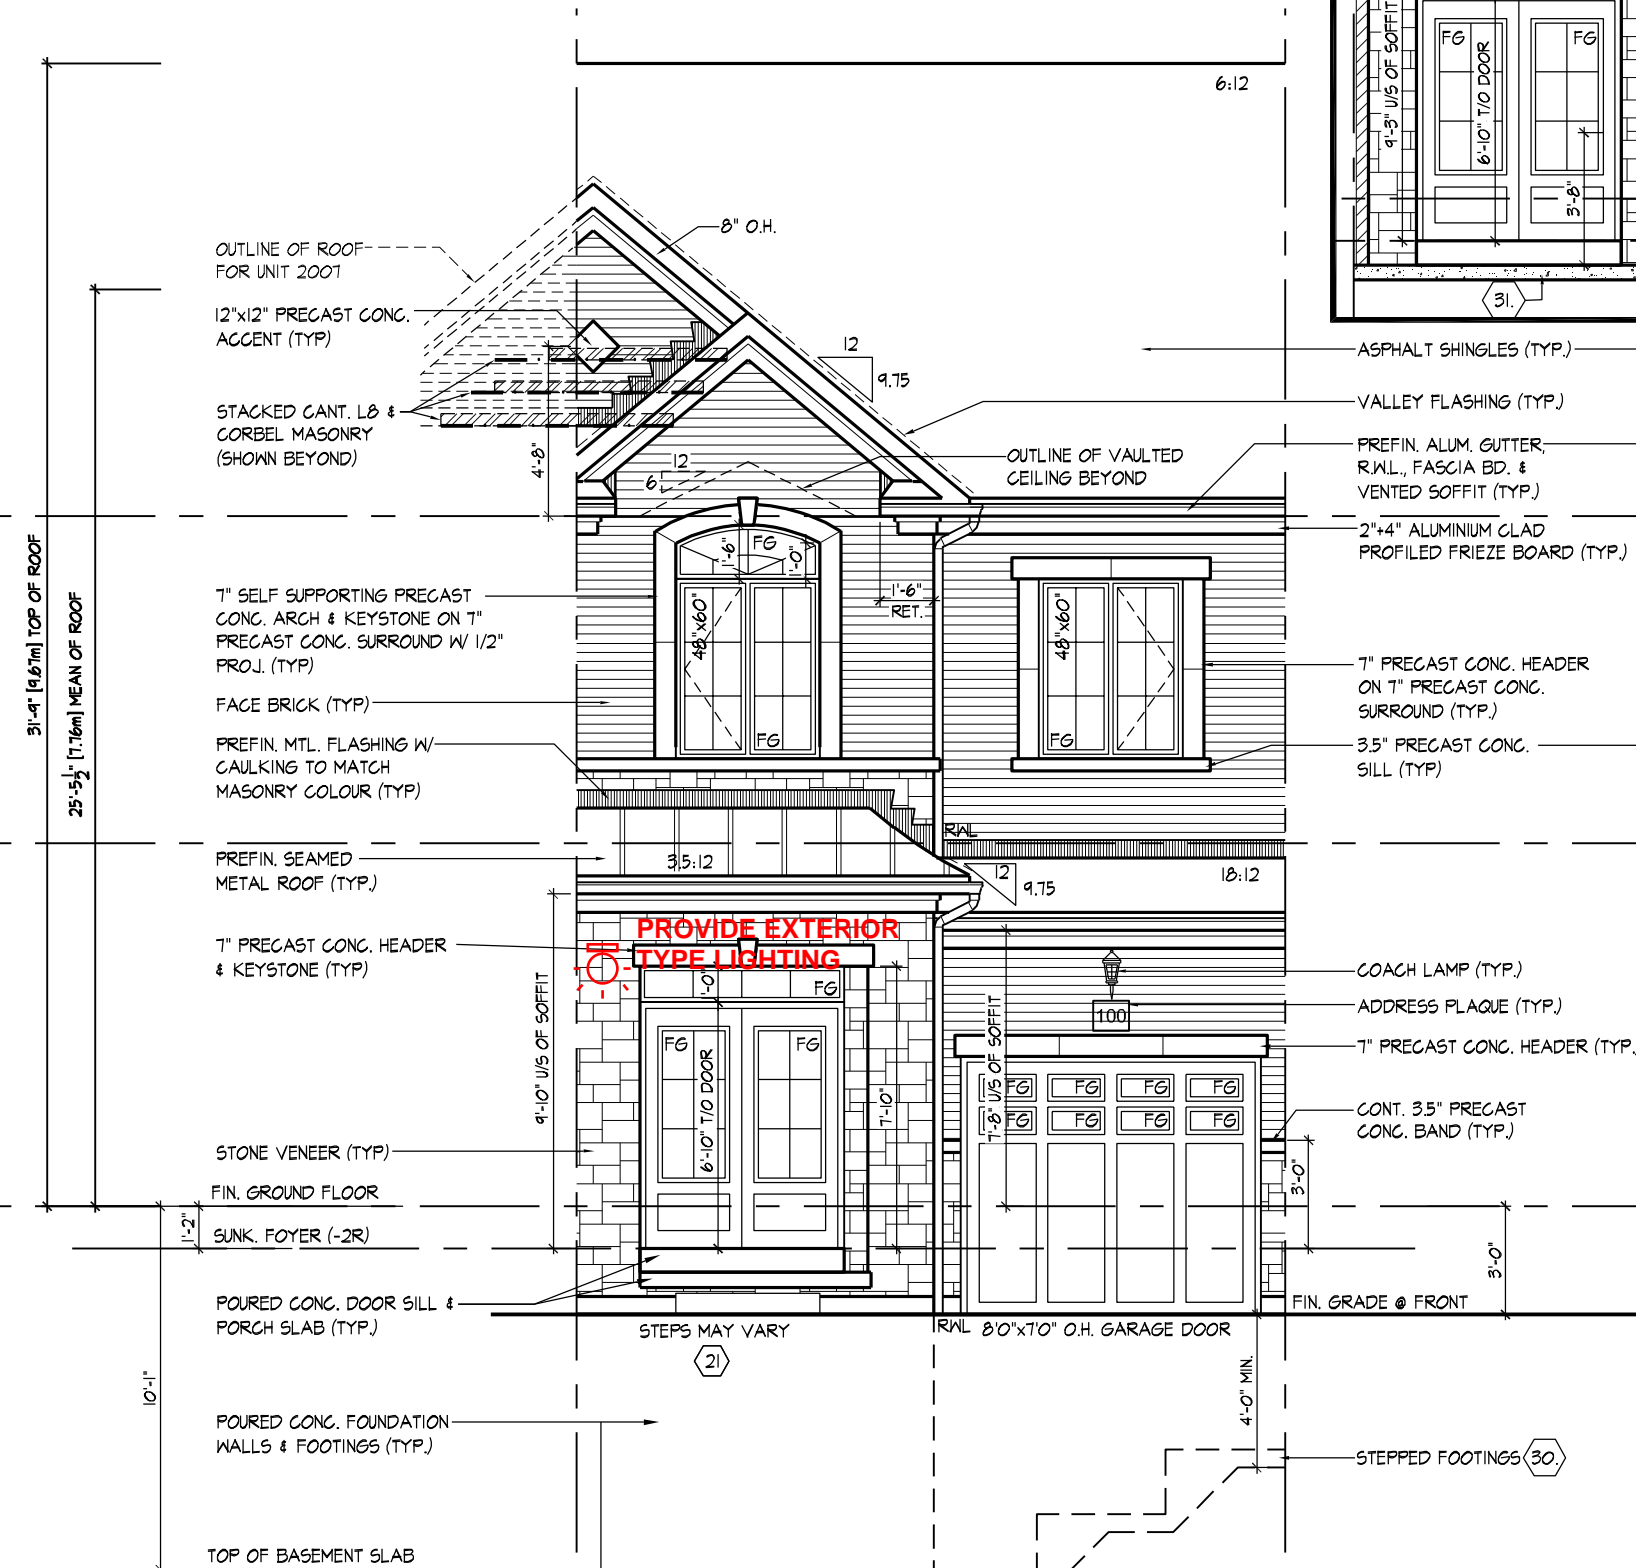 6:12
9'-3" U/S OF SOFFIT
FG
6'-10" T/O DOOR
FG
3'-8"
31.
8" O.H.
OUTLINE OF ROOF
FOR UNIT 2007
12"x12" PRECAST CONC.
ACCENT (TYP)
STACKED CANT. L8 &
CORBEL MASONRY
(SHOWN BEYOND)
4'-8"
12
9.75
12
6
OUTLINE OF VAULTED
CEILING BEYOND
ASPHALT SHINGLES (TYP.)
VALLEY FLASHING (TYP.)
PREFIN. ALUM. GUTTER,
R.W.L., FASCIA BD. &
VENTED SOFFIT (TYP.)
2"+4" ALUMINIUM CLAD
PROFILED FRIEZE BOARD (TYP.)
31'-9" [9.67m] TOP OF ROOF
25'-5 1/2" [7.76m] MEAN OF ROOF
7" SELF SUPPORTING PRECAST
CONC. ARCH & KEYSTONE ON 7"
PRECAST CONC. SURROUND W/ 1/2"
PROJ. (TYP)
FACE BRICK (TYP)
PREFIN. MTL. FLASHING W/
CAULKING TO MATCH
MASONRY COLOUR (TYP)
PREFIN. SEAMED
METAL ROOF (TYP.)
7" PRECAST CONC. HEADER
& KEYSTONE (TYP)
1'-6"
FG
1'-0"
48"x60"
FG
1'-6"
RET.
48"x60"
FG
7" PRECAST CONC. HEADER
ON 7" PRECAST CONC.
SURROUND (TYP.)
3.5" PRECAST CONC.
SILL (TYP)
RWL
3.5:12
12
9.75
18:12
PROVIDE EXTERIOR
TYPE LIGHTING
1'-0"
FG
FG
FG
6'-10" T/O DOOR
9'-10" U/S OF SOFFIT
7'-10"
7'-8" U/S OF SOFFIT
100
FG FG FG FG
FG FG FG FG
COACH LAMP (TYP.)
ADDRESS PLAQUE (TYP.)
7" PRECAST CONC. HEADER (TYP.
CONT. 3.5" PRECAST
CONC. BAND (TYP.)
3'-0"
STONE VENEER (TYP)
FIN. GROUND FLOOR
1'-2"
SUNK. FOYER (-2R)
3'-0"
FIN. GRADE @ FRONT
POURED CONC. DOOR SILL &
PORCH SLAB (TYP.)
STEPS MAY VARY
21
RWL
8'0"x7'0" O.H. GARAGE DOOR
4'-0" MIN.
10'-1"
POURED CONC. FOUNDATION
WALLS & FOOTINGS (TYP.)
STEPPED FOOTINGS 30.
TOP OF BASEMENT SLAB